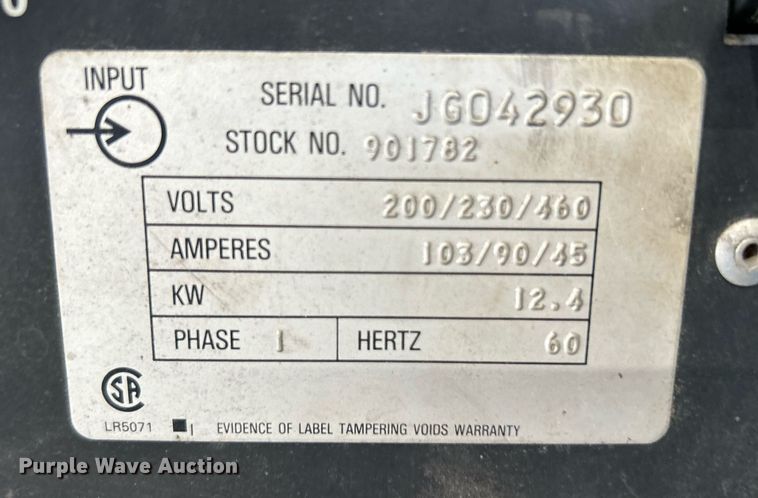 INPUT
SERIAL NO. JG042930
STOCK NO. 901782
VOLTS 200/230/460
AMPERES 103/90/45
KW 12.4
PHASE 1 HERTZ 60
CSA
LR5071 EVIDENCE OF LABEL TAMPERING VOIDS WARRANTY
Purple Wave Auction